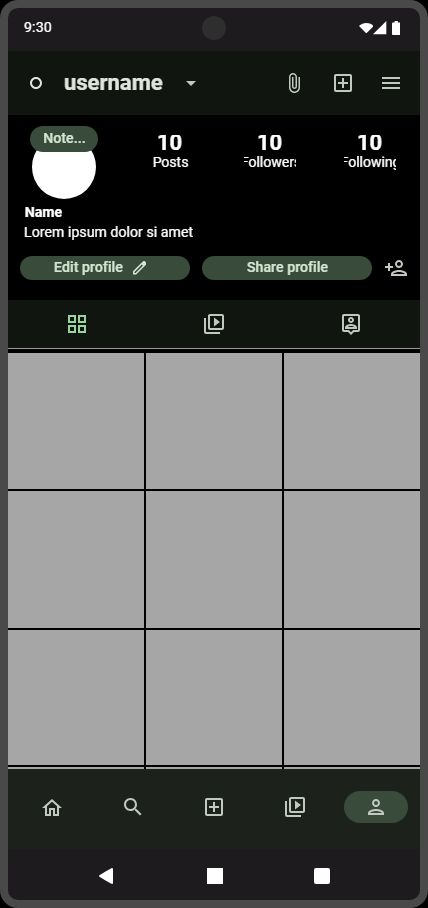 9:30
username
Note...
10 10 10
Posts Followers Following
Name
Lorem ipsum dolor si amet
Edit profile Share profile